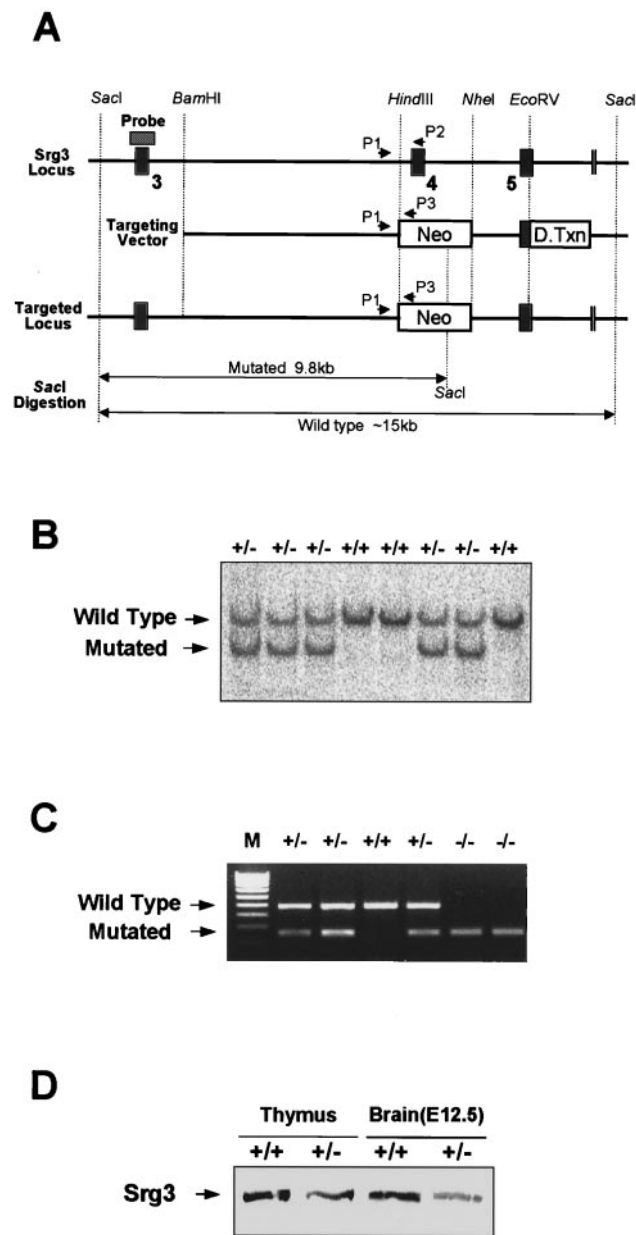 A
SacI BamHI HindIII NheI EcoRV SacI
Probe
P1 P2
Srg3 Locus
3 4 5
P1 P3
Targeting Vector
Neo D.Txn
P1 P3
Targeted Locus
Neo
Mutated 9.8kb
SacI
SacI Digestion
Wild type ~15kb
B
+/- +/- +/- +/+ +/+ +/- +/- +/+
Wild Type
Mutated
C
M +/- +/- +/+ +/- -/- -/-
Wild Type
Mutated
D
Thymus Brain(E12.5)
+/+ +/- +/+ +/-
Srg3